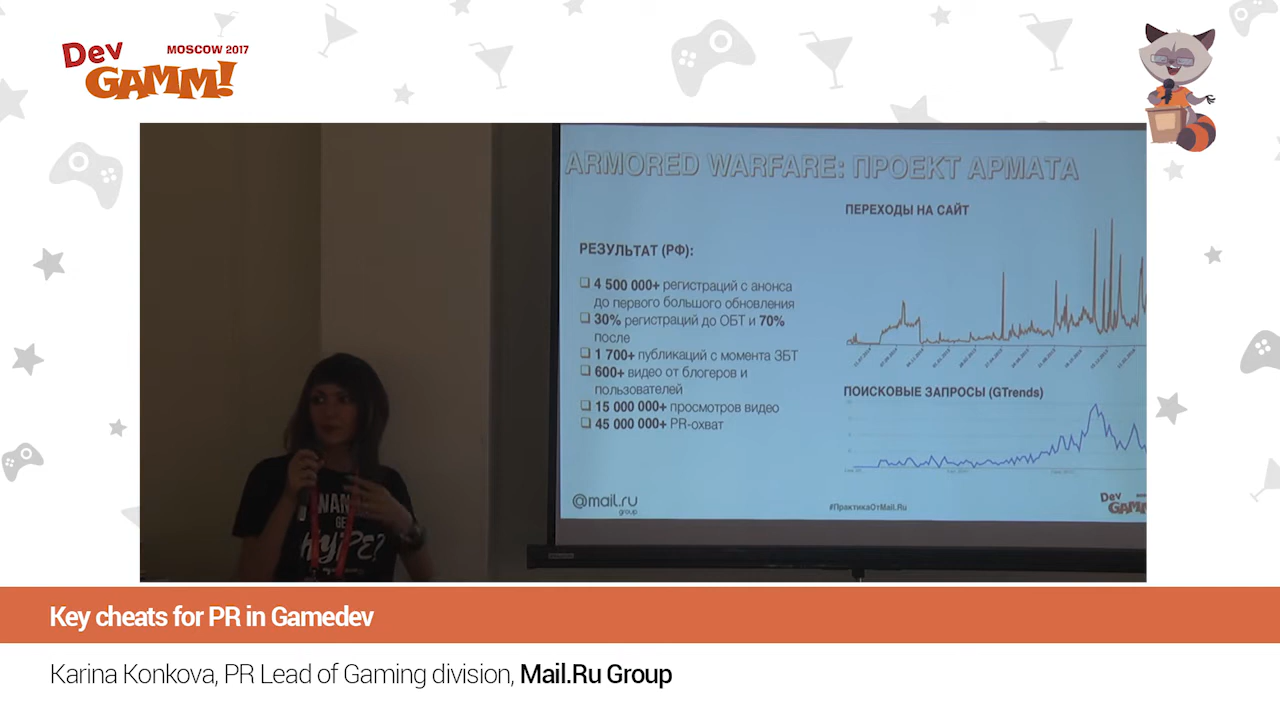 Dev
GAMM!
MOSCOW 2017
ARMORED WARFARE: ПРОЕКТ АРМАТА
РЕЗУЛЬТАТ (РФ):
4 500 000+ регистраций с анонса
до первого большого обновления
30% регистраций до ОБТ и 70%
после
1 700+ публикаций с момента ЗБТ
600+ видео от блогеров и
пользователей
15 000 000+ просмотров видео
45 000 000+ PR-охват
ПЕРЕХОДЫ НА САЙТ
ПОИСКОВЫЕ ЗАПРОСЫ (GTrends)
@mail.ru
group
#ПрактикаОтMail.Ru
Dev
HYPE?
Key cheats for PR in Gamedev
Karina Konkova, PR Lead of Gaming division, Mail.Ru Group